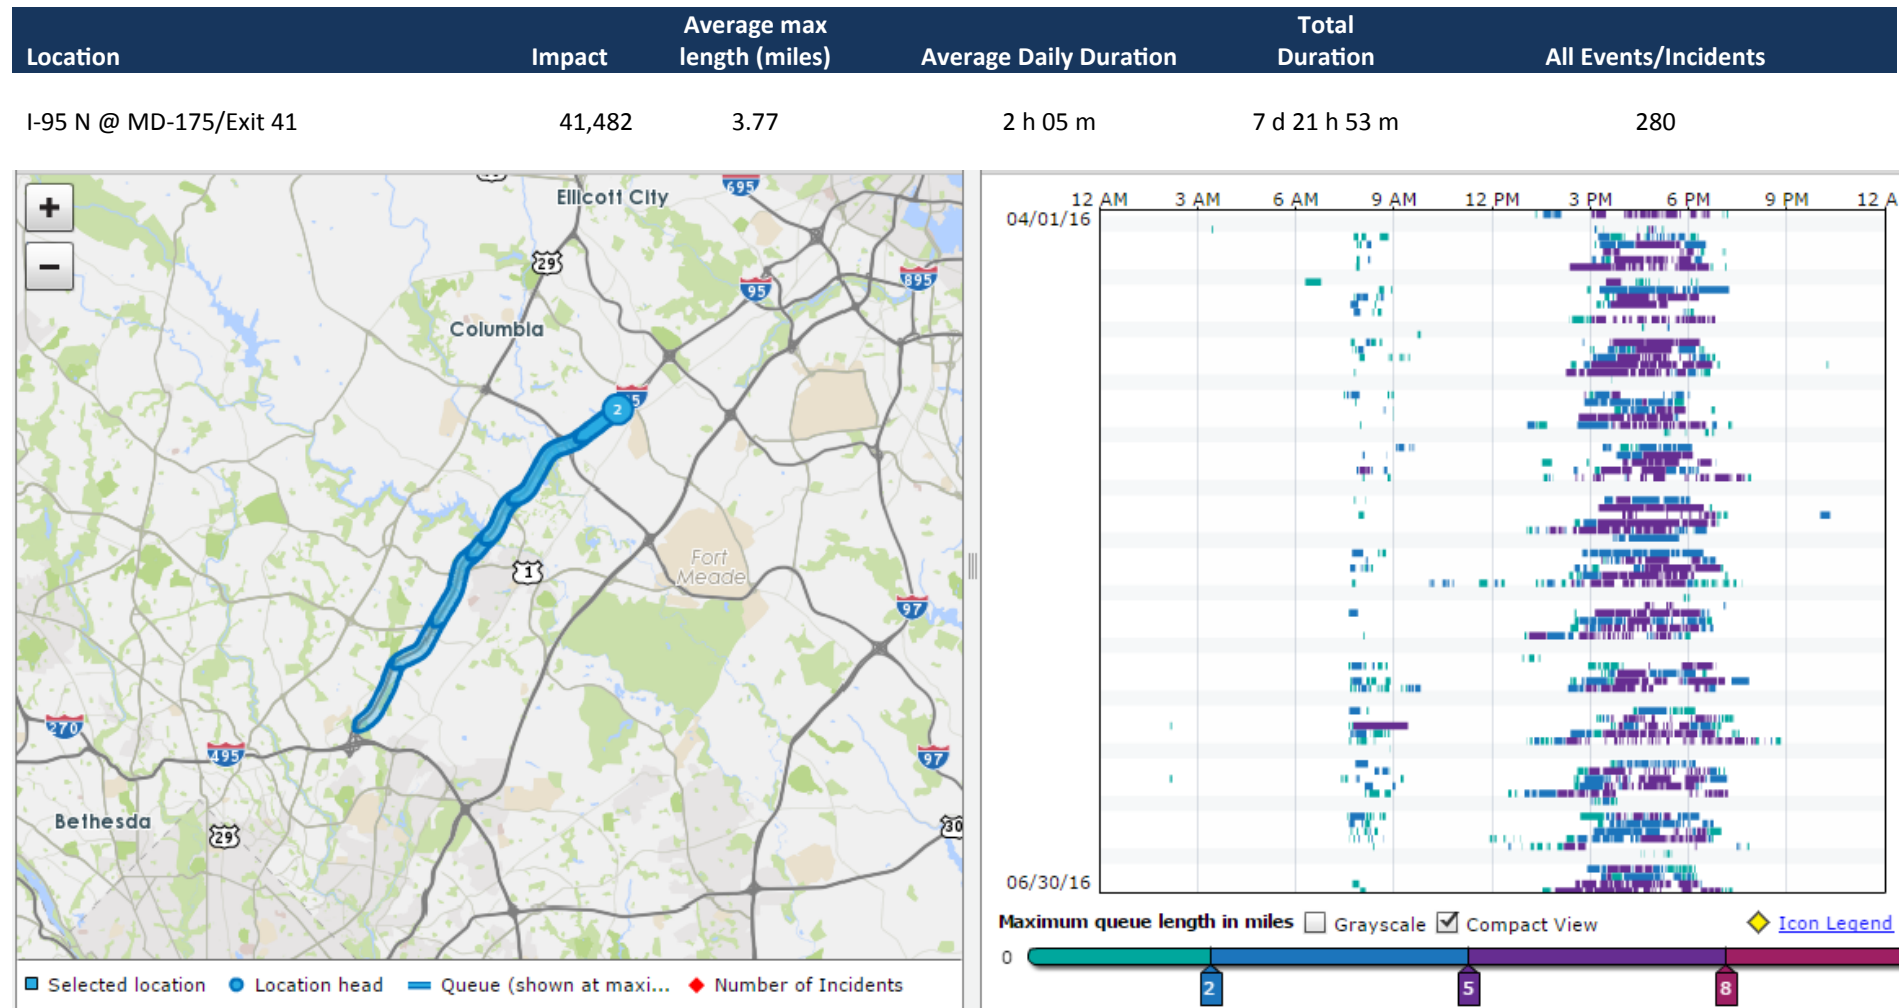 Location Impact Average max length (miles) Average Daily Duration Total Duration All Events/Incidents
I-95 N @ MD-175/Exit 41 41,482 3.77 2 h 05 m 7 d 21 h 53 m 280
+
−
Ellicott City
695
29
95
895
Columbia
2
Fort
Meade
1
97
270
495
97
Bethesda
29
30
Selected location Location head Queue (shown at maxi... Number of Incidents
12 AM 3 AM 6 AM 9 AM 12 PM 3 PM 6 PM 9 PM 12 A
04/01/16
06/30/16
Maximum queue length in miles Grayscale Compact View Icon Legend
0
2 5 8